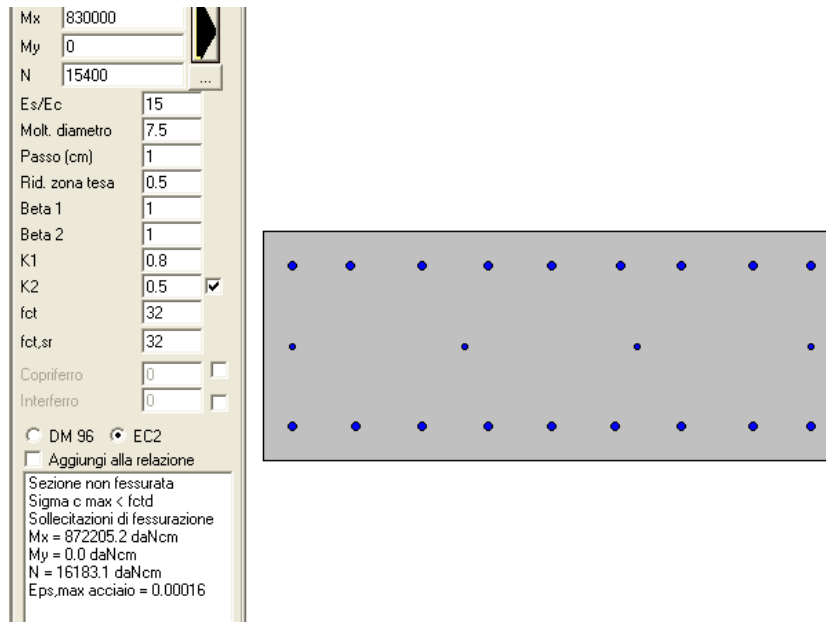 Mx 830000
My 0
N 15400 ...
Es/Ec 15
Molt. diametro 7.5
Passo (cm) 1
Rid. zona tesa 0.5
Beta 1 1
Beta 2 1
K1 0.8
K2 0.5
fct 32
fct,sr 32
Copriferro 0
Interferro 0
DM 96 EC2
Aggiungi alla relazione
Sezione non fessurata
Sigma c max < fctd
Sollecitazioni di fessurazione
Mx = 872205.2 daNcm
My = 0.0 daNcm
N = 16183.1 daNcm
Eps,max acciaio = 0.00016